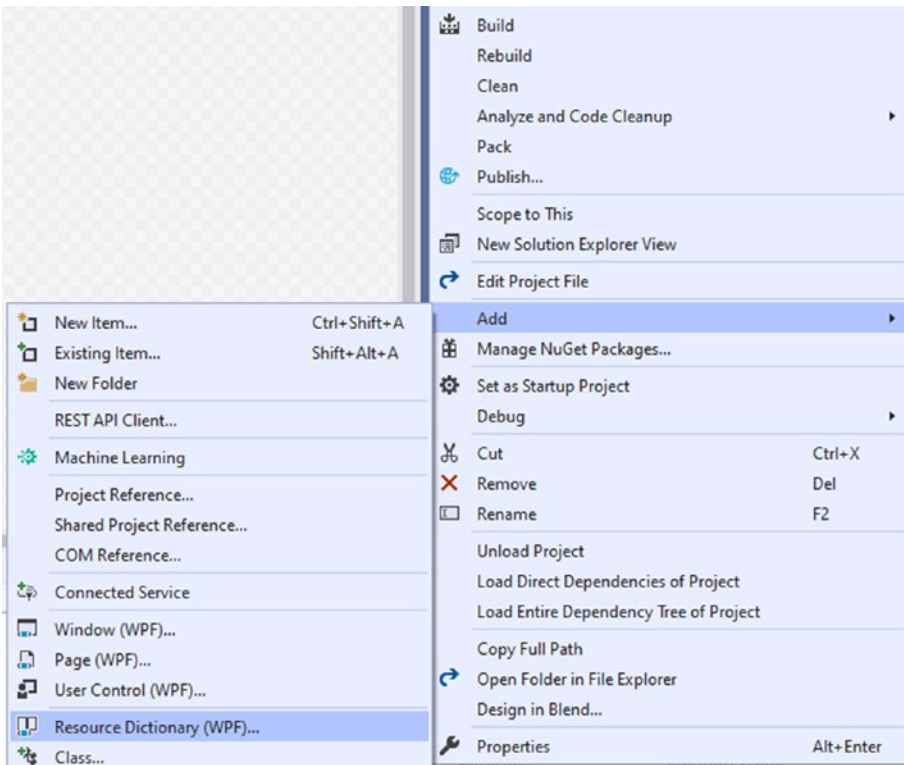 Build
Rebuild
Clean
Analyze and Code Cleanup
Pack
Publish...
Scope to This
New Solution Explorer View
Edit Project File
Add
Manage NuGet Packages...
Set as Startup Project
Debug
Cut Ctrl+X
Remove Del
Rename F2
Unload Project
Load Direct Dependencies of Project
Load Entire Dependency Tree of Project
Copy Full Path
Open Folder in File Explorer
Design in Blend...
Properties Alt+Enter
New Item... Ctrl+Shift+A
Existing Item... Shift+Alt+A
New Folder
REST API Client...
Machine Learning
Project Reference...
Shared Project Reference...
COM Reference...
Connected Service
Window (WPF)...
Page (WPF)...
User Control (WPF)...
Resource Dictionary (WPF)...
Class...